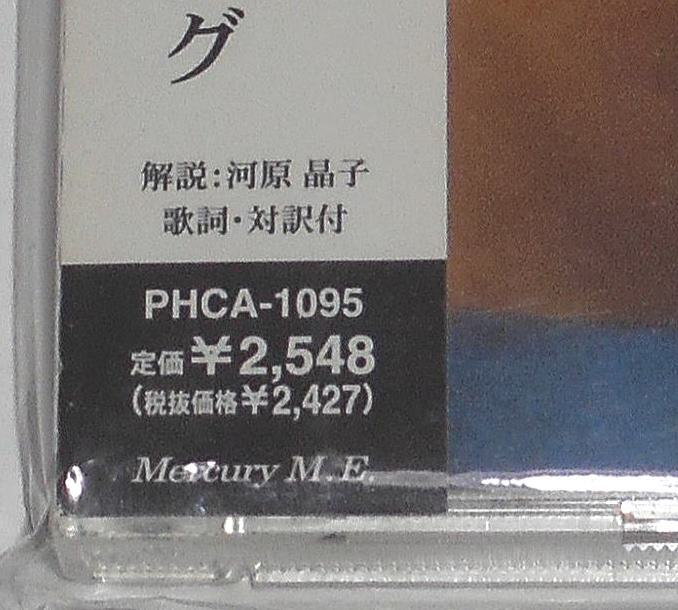 グ
解説:河原 晶子
歌詞・対訳付
PHCA-1095
定価¥2,548
(税抜価格¥2,427)
Mercury M.E.